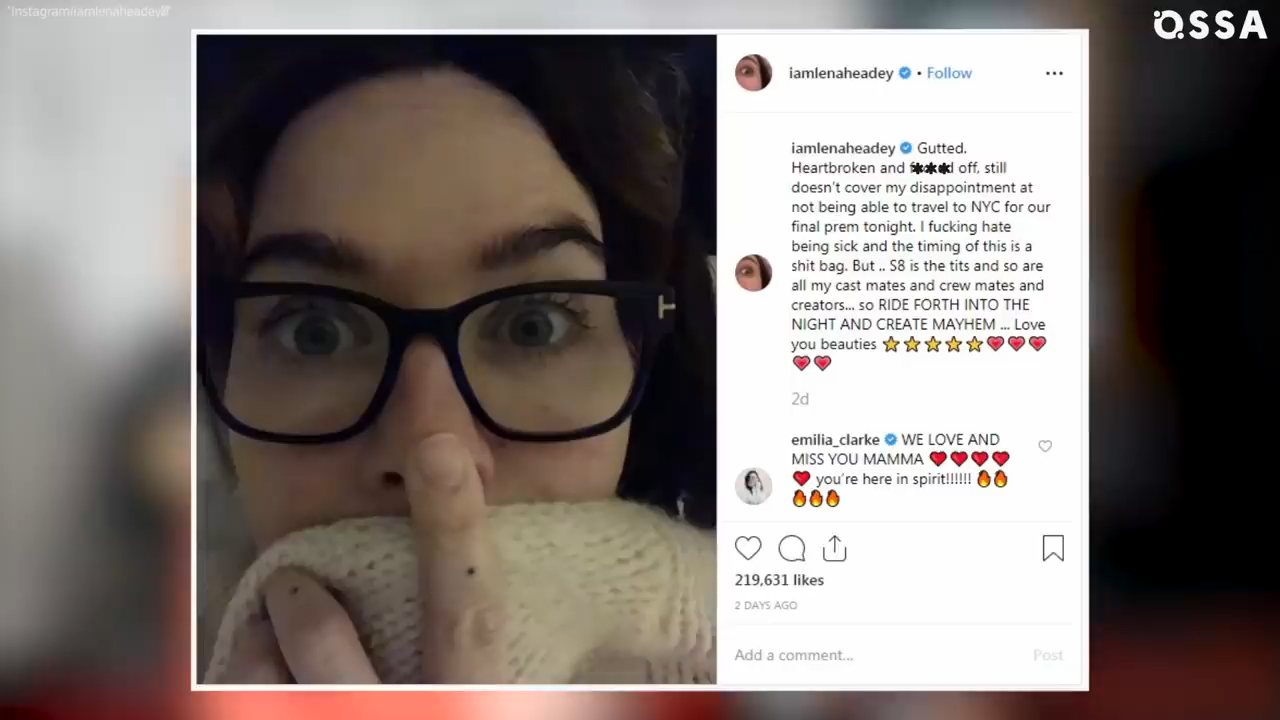 "Instagram/iamlenaheadey"
OSSA
iamlenaheadey • Follow
iamlenaheadey Gutted.
Heartbroken and f***d off, still
doesn't cover my disappointment at
not being able to travel to NYC for our
final prem tonight. I fucking hate
being sick and the timing of this is a
shit bag. But .. S8 is the tits and so are
all my cast mates and crew mates and
creators... so RIDE FORTH INTO THE
NIGHT AND CREATE MAYHEM ... Love
you beauties ⭐⭐⭐⭐⭐💗💗💗
💗💗
2d
emilia_clarke WE LOVE AND
MISS YOU MAMMA ❤❤❤❤
❤ you're here in spirit!!!!!! 🔥🔥
🔥🔥🔥
219,631 likes
2 DAYS AGO
Add a comment... Post